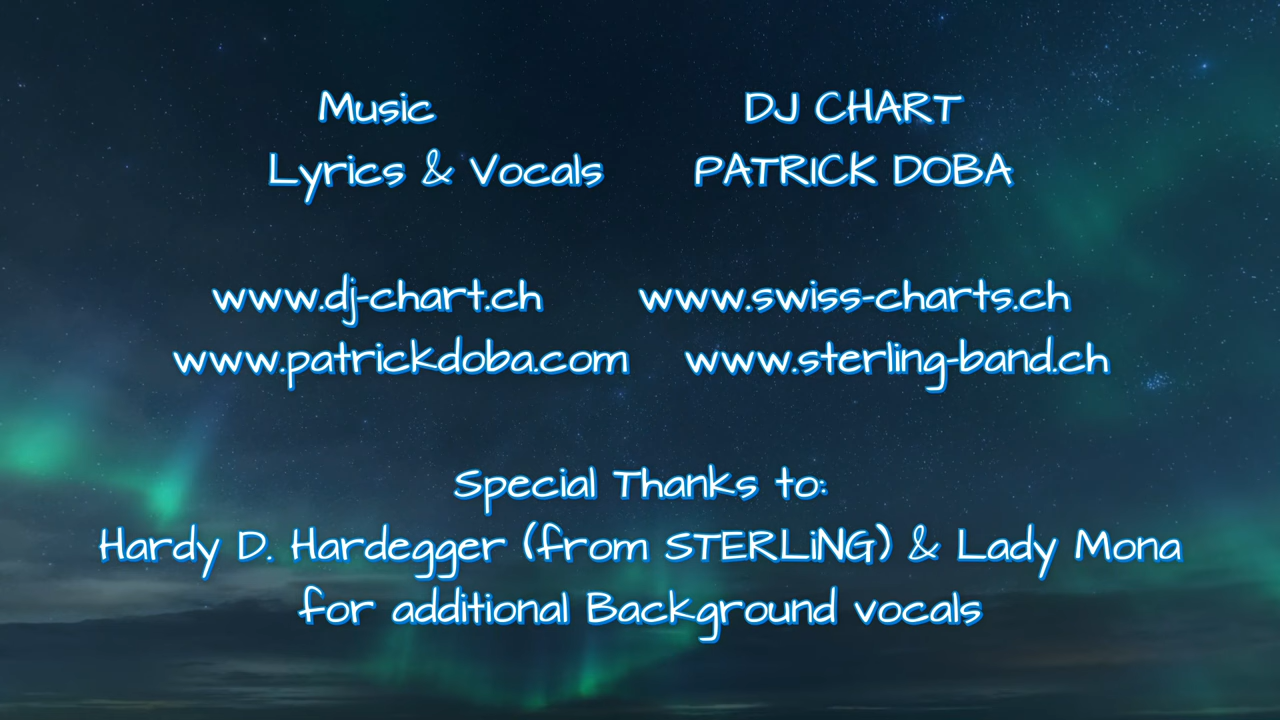 Music DJ CHART
Lyrics & Vocals PATRICK DOBA
www.dj-chart.ch www.swiss-charts.ch
www.patrickdoba.com www.sterling-band.ch
Special Thanks to:
Hardy D. Hardegger (from STERLiNG) & Lady Mona
for additional Background vocals